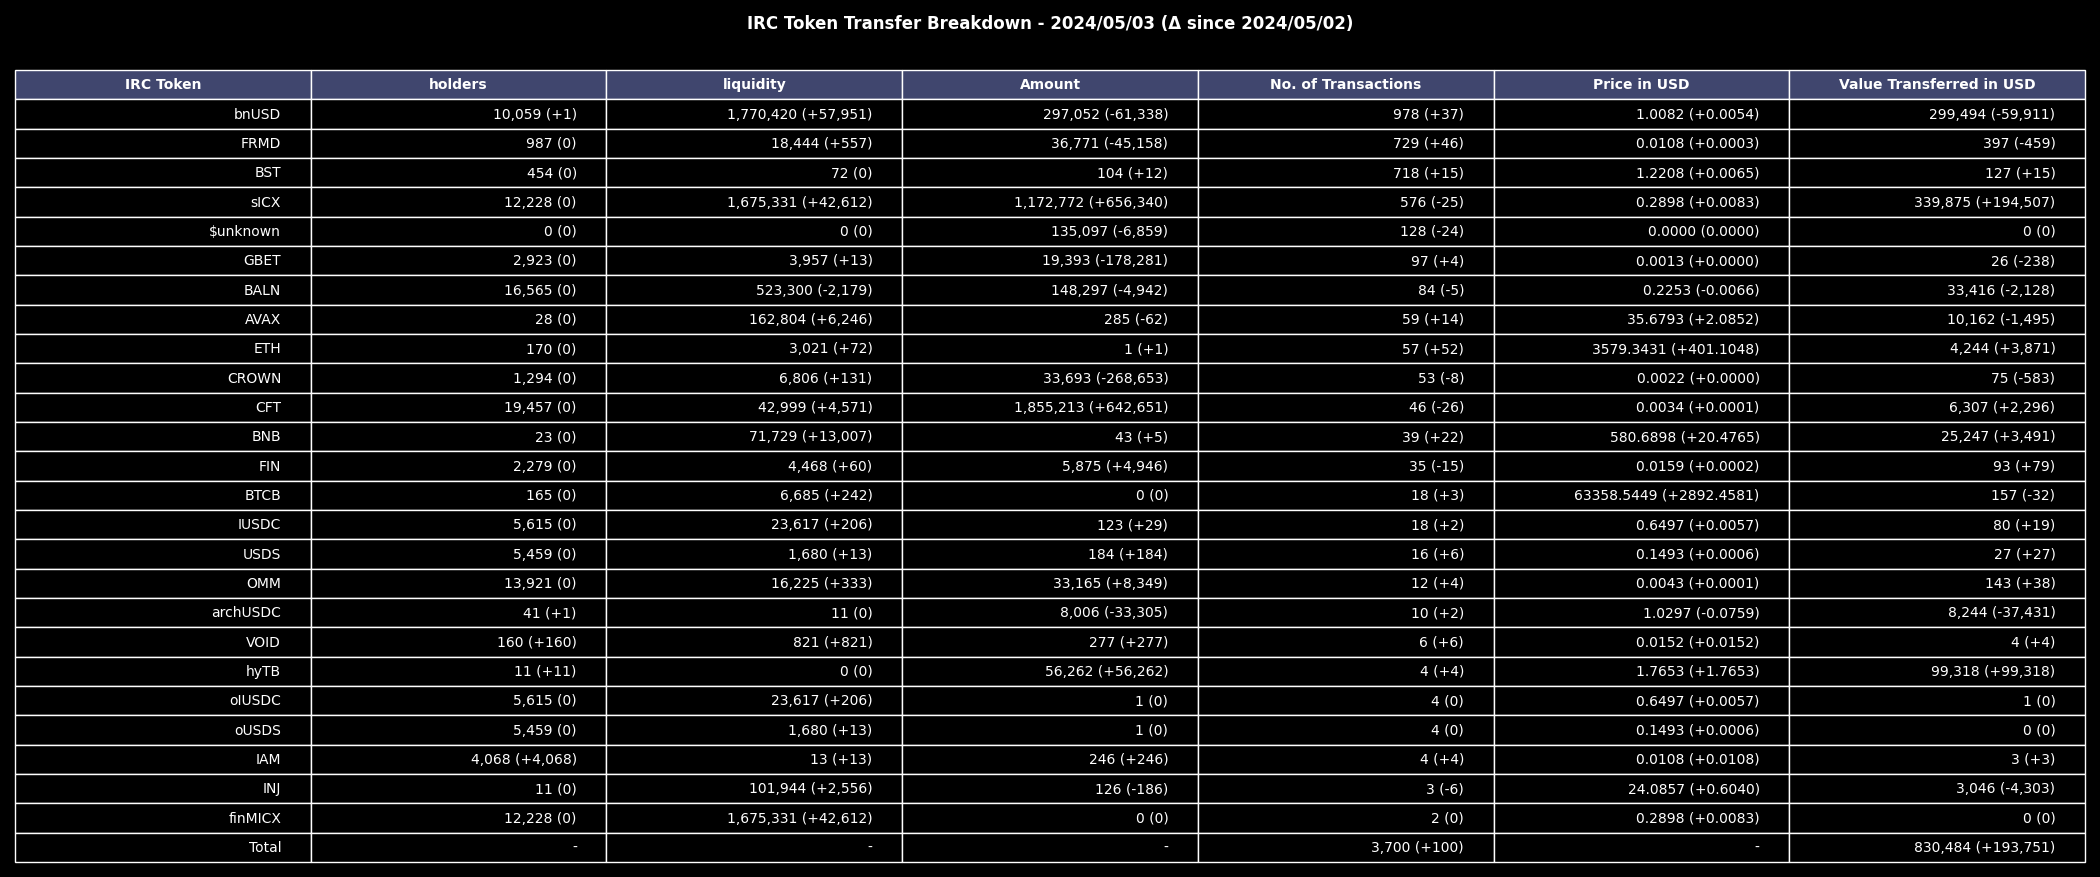 IRC Token Transfer Breakdown - 2024/05/03 (Δ since 2024/05/02)
IRC Token holders liquidity Amount No. of Transactions Price in USD Value Transferred in USD
bnUSD 10,059 (+1) 1,770,420 (+57,951) 297,052 (-61,338) 978 (+37) 1.0082 (+0.0054) 299,494 (-59,911)
FRMD 987 (0) 18,444 (+557) 36,771 (-45,158) 729 (+46) 0.0108 (+0.0003) 397 (-459)
BST 454 (0) 72 (0) 104 (+12) 718 (+15) 1.2208 (+0.0065) 127 (+15)
sICX 12,228 (0) 1,675,331 (+42,612) 1,172,772 (+656,340) 576 (-25) 0.2898 (+0.0083) 339,875 (+194,507)
$unknown 0 (0) 0 (0) 135,097 (-6,859) 128 (-24) 0.0000 (0.0000) 0 (0)
GBET 2,923 (0) 3,957 (+13) 19,393 (-178,281) 97 (+4) 0.0013 (+0.0000) 26 (-238)
BALN 16,565 (0) 523,300 (-2,179) 148,297 (-4,942) 84 (-5) 0.2253 (-0.0066) 33,416 (-2,128)
AVAX 28 (0) 162,804 (+6,246) 285 (-62) 59 (+14) 35.6793 (+2.0852) 10,162 (-1,495)
ETH 170 (0) 3,021 (+72) 1 (+1) 57 (+52) 3579.3431 (+401.1048) 4,244 (+3,871)
CROWN 1,294 (0) 6,806 (+131) 33,693 (-268,653) 53 (-8) 0.0022 (+0.0000) 75 (-583)
CFT 19,457 (0) 42,999 (+4,571) 1,855,213 (+642,651) 46 (-26) 0.0034 (+0.0001) 6,307 (+2,296)
BNB 23 (0) 71,729 (+13,007) 43 (+5) 39 (+22) 580.6898 (+20.4765) 25,247 (+3,491)
FIN 2,279 (0) 4,468 (+60) 5,875 (+4,946) 35 (-15) 0.0159 (+0.0002) 93 (+79)
BTCB 165 (0) 6,685 (+242) 0 (0) 18 (+3) 63358.5449 (+2892.4581) 157 (-32)
IUSDC 5,615 (0) 23,617 (+206) 123 (+29) 18 (+2) 0.6497 (+0.0057) 80 (+19)
USDS 5,459 (0) 1,680 (+13) 184 (+184) 16 (+6) 0.1493 (+0.0006) 27 (+27)
OMM 13,921 (0) 16,225 (+333) 33,165 (+8,349) 12 (+4) 0.0043 (+0.0001) 143 (+38)
archUSDC 41 (+1) 11 (0) 8,006 (-33,305) 10 (+2) 1.0297 (-0.0759) 8,244 (-37,431)
VOID 160 (+160) 821 (+821) 277 (+277) 6 (+6) 0.0152 (+0.0152) 4 (+4)
hyTB 11 (+11) 0 (0) 56,262 (+56,262) 4 (+4) 1.7653 (+1.7653) 99,318 (+99,318)
oIUSDC 5,615 (0) 23,617 (+206) 1 (0) 4 (0) 0.6497 (+0.0057) 1 (0)
oUSDS 5,459 (0) 1,680 (+13) 1 (0) 4 (0) 0.1493 (+0.0006) 0 (0)
IAM 4,068 (+4,068) 13 (+13) 246 (+246) 4 (+4) 0.0108 (+0.0108) 3 (+3)
INJ 11 (0) 101,944 (+2,556) 126 (-186) 3 (-6) 24.0857 (+0.6040) 3,046 (-4,303)
finMICX 12,228 (0) 1,675,331 (+42,612) 0 (0) 2 (0) 0.2898 (+0.0083) 0 (0)
Total - - - 3,700 (+100) - 830,484 (+193,751)